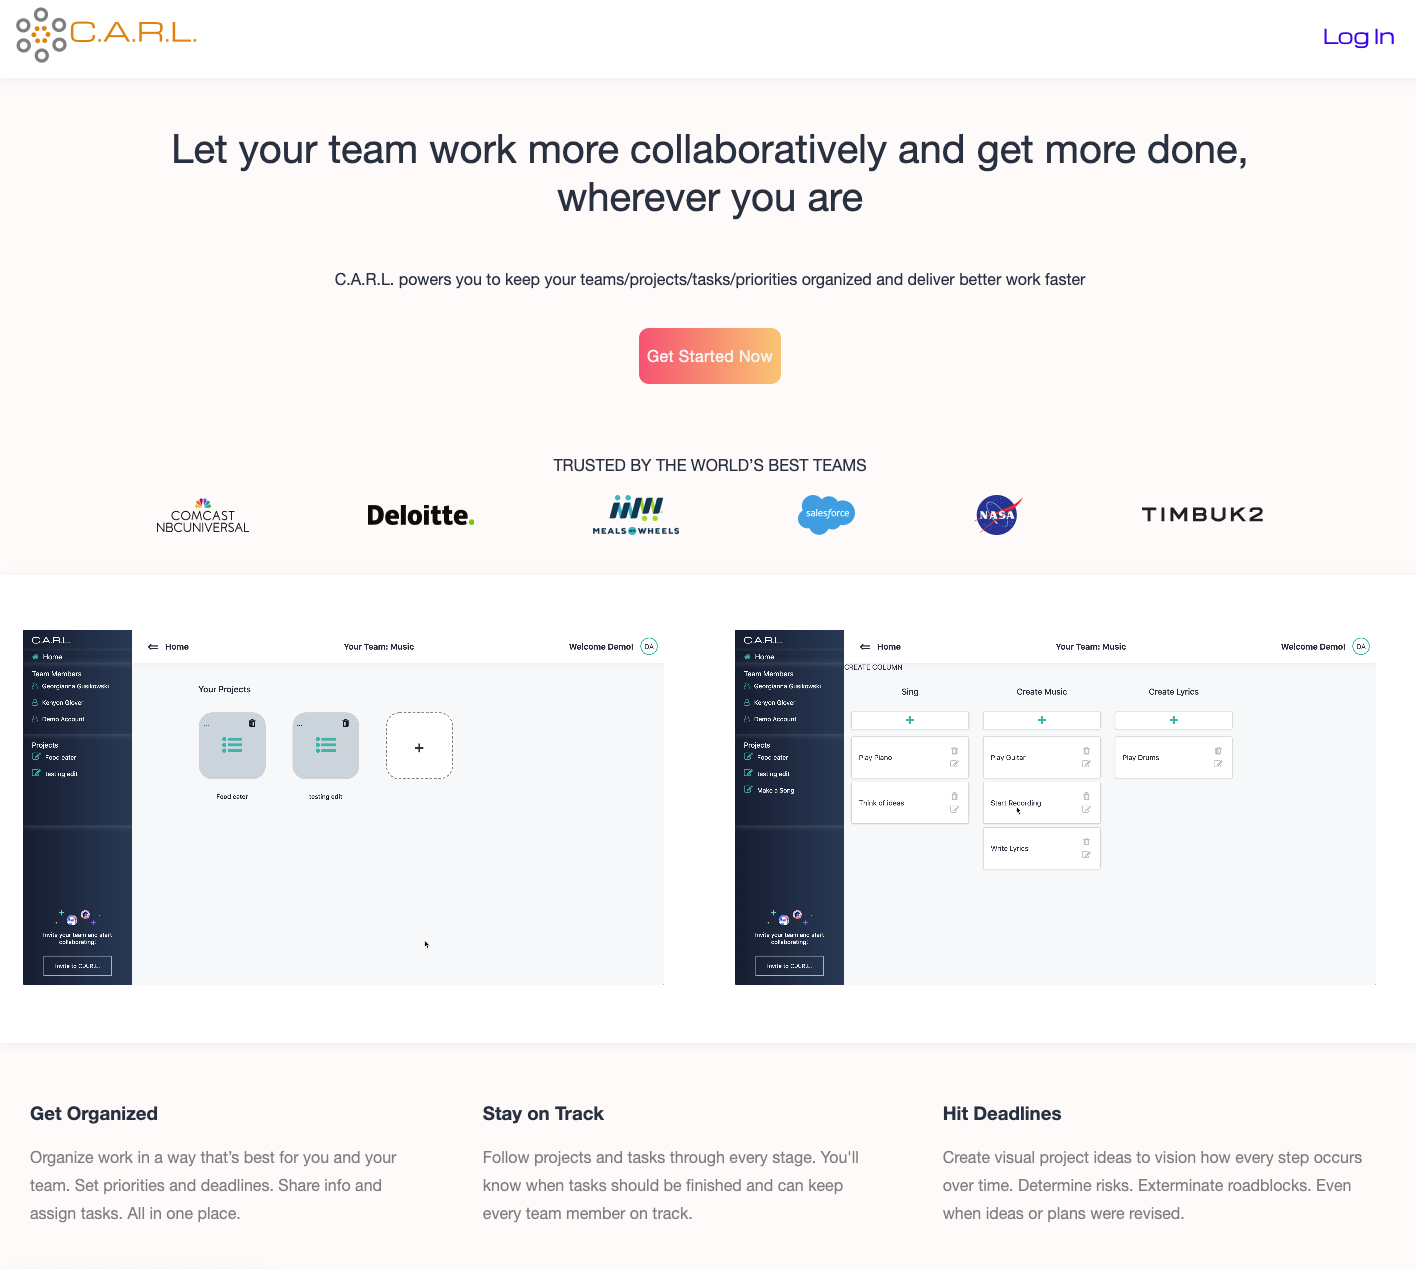 C.A.R.L.
Log In
Let your team work more collaboratively and get more done,
wherever you are
C.A.R.L. powers you to keep your teams/projects/tasks/priorities organized and deliver better work faster
Get Started Now
TRUSTED BY THE WORLD'S BEST TEAMS
COMCAST
NBCUNIVERSAL
Deloitte.
MEALS ON WHEELS
salesforce
NASA
TIMBUK2
C.A.R.L.
Home
Team Members
Georgianna Gusikowski
Kenyon Glover
Demo Account
Projects
Food eater
testing edit
Invite your team and start
collaborating!
Invite to C.A.R.L.
⇐ Home
Your Team: Music
Welcome Demo!
DA
Your Projects
...
...
+
Food eater
testing edit
C.A.R.L.
Home
Team Members
Georgianna Gusikowski
Kenyon Glover
Demo Account
Projects
Food eater
testing edit
Make a Song
Invite your team and start
collaborating!
Invite to C.A.R.L.
⇐ Home
Your Team: Music
Welcome Demo!
DA
CREATE COLUMN
Sing
+
Play Piano
Think of ideas
Create Music
+
Play Guitar
Start Recording
Write Lyrics
Create Lyrics
+
Play Drums
Get Organized
Organize work in a way that's best for you and your
team. Set priorities and deadlines. Share info and
assign tasks. All in one place.
Stay on Track
Follow projects and tasks through every stage. You'll
know when tasks should be finished and can keep
every team member on track.
Hit Deadlines
Create visual project ideas to vision how every step occurs
over time. Determine risks. Exterminate roadblocks. Even
when ideas or plans were revised.